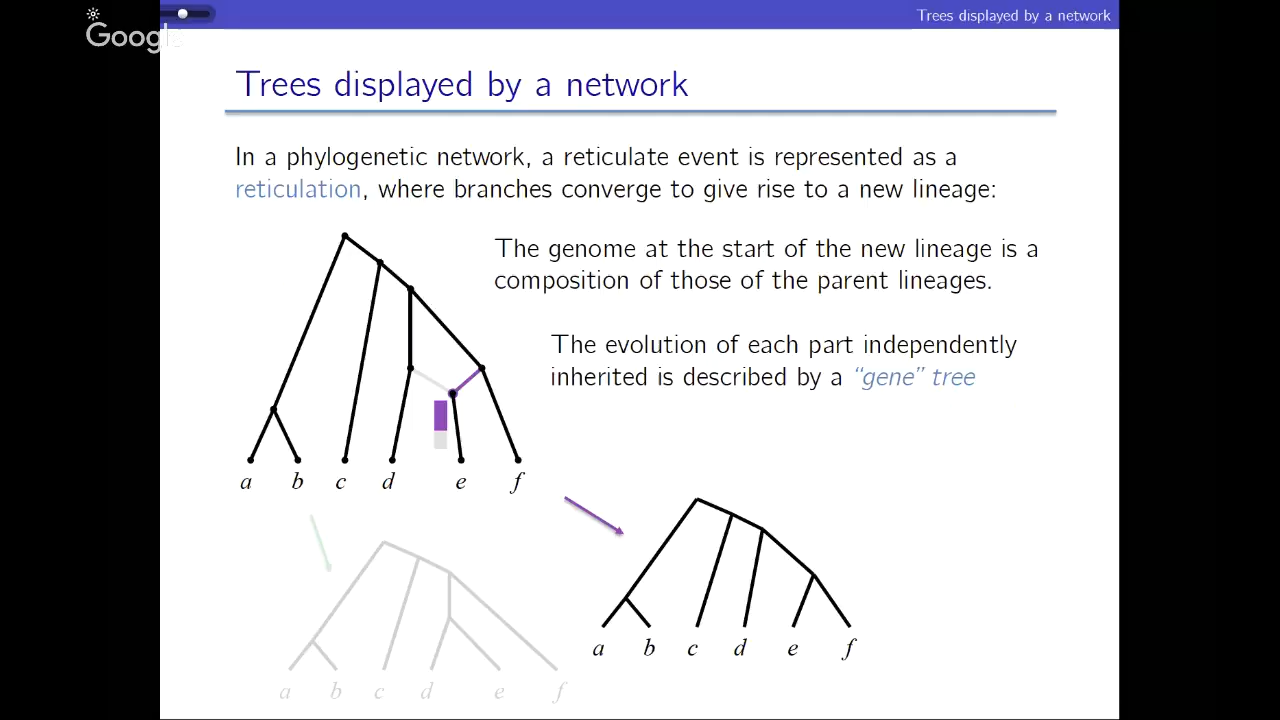 Trees displayed by a network
Google
Trees displayed by a network
In a phylogenetic network, a reticulate event is represented as a
reticulation, where branches converge to give rise to a new lineage:
The genome at the start of the new lineage is a
composition of those of the parent lineages.
The evolution of each part independently
inherited is described by a “gene” tree
a b c d e f
a b c d e f
a b c d e f